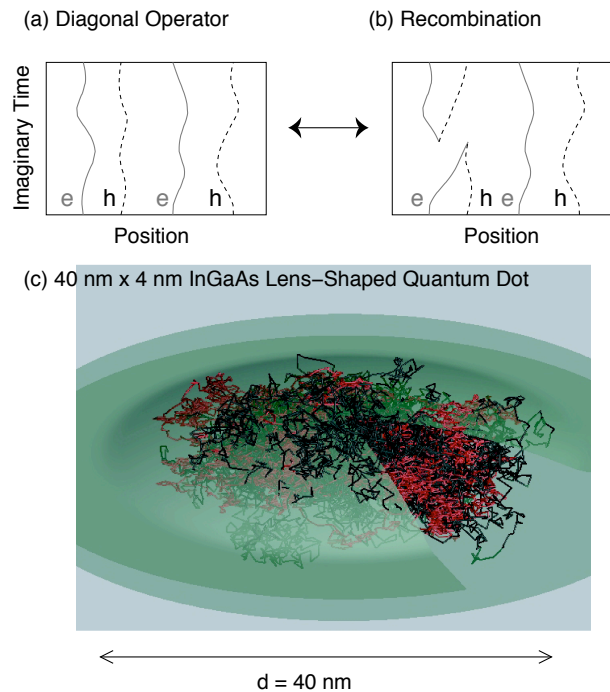 (a) Diagonal Operator
(b) Recombination
Imaginary Time
e h e h
e h e h
Position
Position
(c) 40 nm x 4 nm InGaAs Lens−Shaped Quantum Dot
d = 40 nm